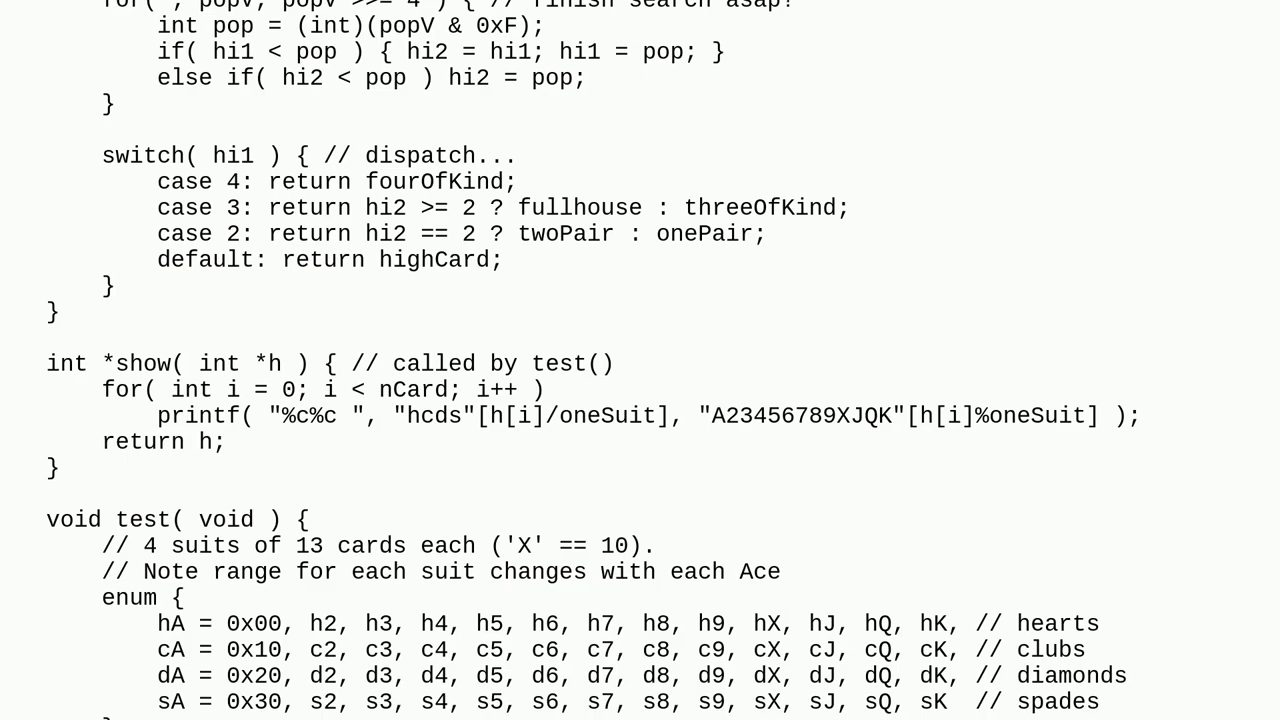 for( ; popV; popV >>= 4 ) { // finish search asap!
int pop = (int)(popV & 0xF);
if( hi1 < pop ) { hi2 = hi1; hi1 = pop; }
else if( hi2 < pop ) hi2 = pop;
}
switch( hi1 ) { // dispatch...
case 4: return fourOfKind;
case 3: return hi2 >= 2 ? fullhouse : threeOfKind;
case 2: return hi2 == 2 ? twoPair : onePair;
default: return highCard;
}
}
int *show( int *h ) { // called by test()
for( int i = 0; i < nCard; i++ )
printf( "%c%c ", "hcds"[h[i]/oneSuit], "A23456789XJQK"[h[i]%oneSuit] );
return h;
}
void test( void ) {
// 4 suits of 13 cards each ('X' == 10).
// Note range for each suit changes with each Ace
enum {
hA = 0x00, h2, h3, h4, h5, h6, h7, h8, h9, hX, hJ, hQ, hK, // hearts
cA = 0x10, c2, c3, c4, c5, c6, c7, c8, c9, cX, cJ, cQ, cK, // clubs
dA = 0x20, d2, d3, d4, d5, d6, d7, d8, d9, dX, dJ, dQ, dK, // diamonds
sA = 0x30, s2, s3, s4, s5, s6, s7, s8, s9, sX, sJ, sQ, sK // spades